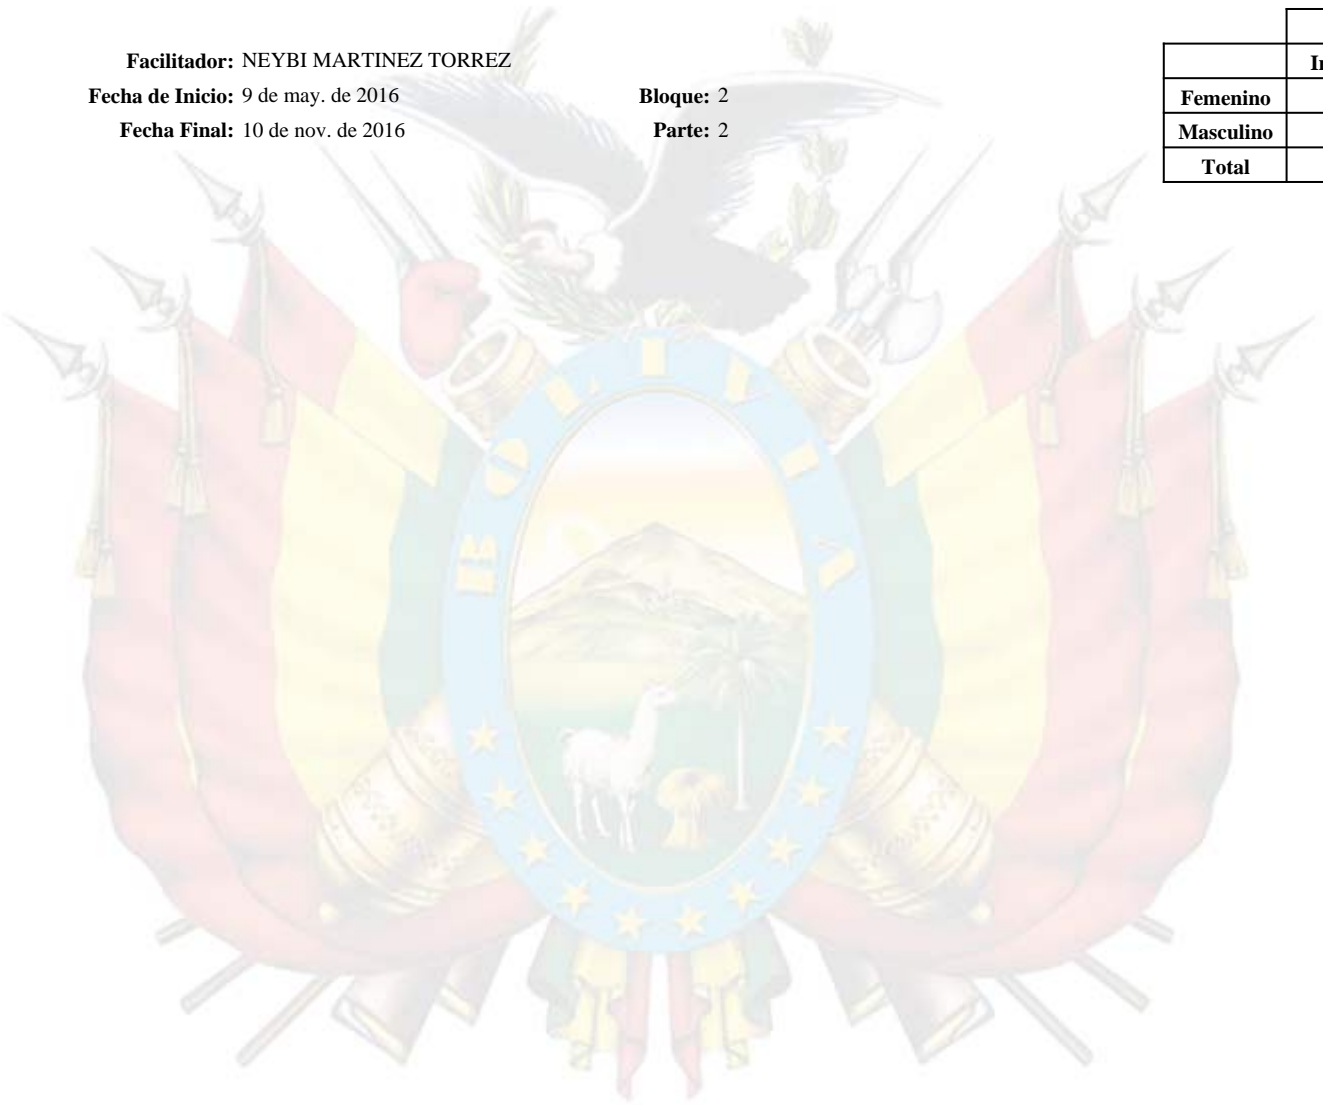 Facilitador: NEYBI MARTINEZ TORREZ
Fecha de Inicio: 9 de may. de 2016 Bloque: 2
Fecha Final: 10 de nov. de 2016 Parte: 2
Femenino
Masculino
Total
BOLIVIA